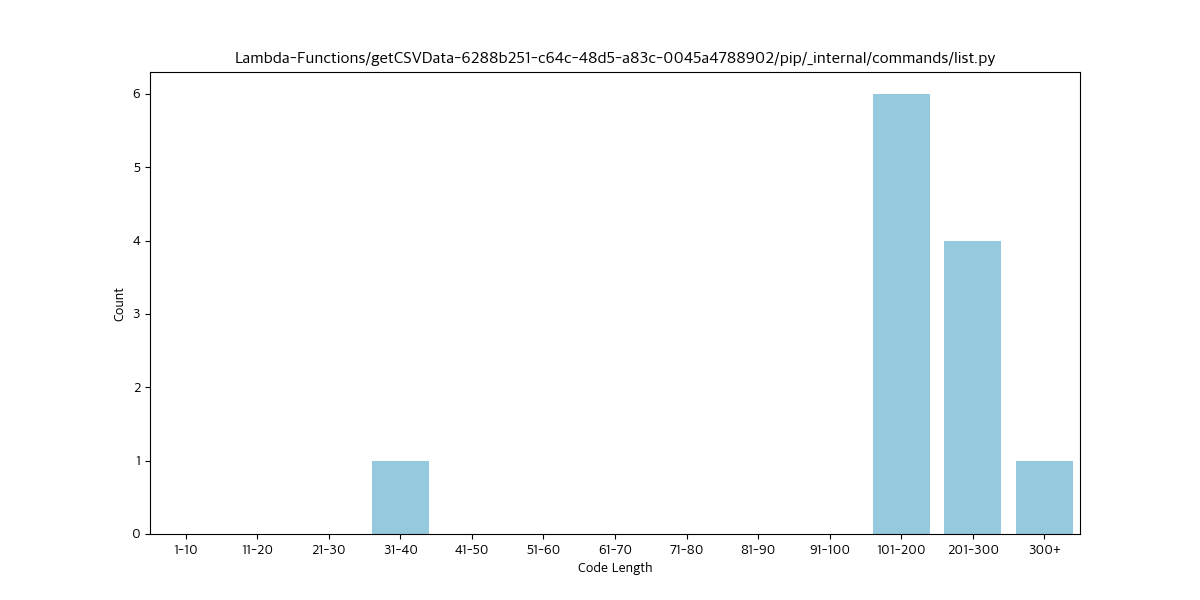 Lambda-Functions/getCSVData-6288b251-c64c-48d5-a83c-0045a4788902/pip/_internal/commands/list.py
6
5
4
3
2
1
0
Count
1-10 11-20 21-30 31-40 41-50 51-60 61-70 71-80 81-90 91-100 101-200 201-300 300+
Code Length